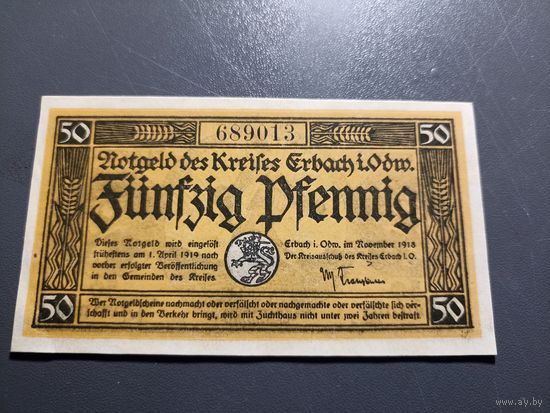 50 689013 50
Notgeld des Kreises Erbach i.Odw.
Fünfzig Pfennig
Dieses Notgeld wird eingelöst
frühestens am 1. April 1919 nach
vorher erfolgter Veröffentlichung
in den Gemeinden des Kreises.
Erbach i. Odw. im November 1918
Der Kreisausschuß des Kreises Erbach i. O.
50 50
Wer Notgeldscheine nachmacht oder verfälscht oder nachgemachte oder verfälschte sich ver-
schafft und in den Verkehr bringt, wird mit Zuchthaus nicht unter zwei Jahren bestraft
ay.by